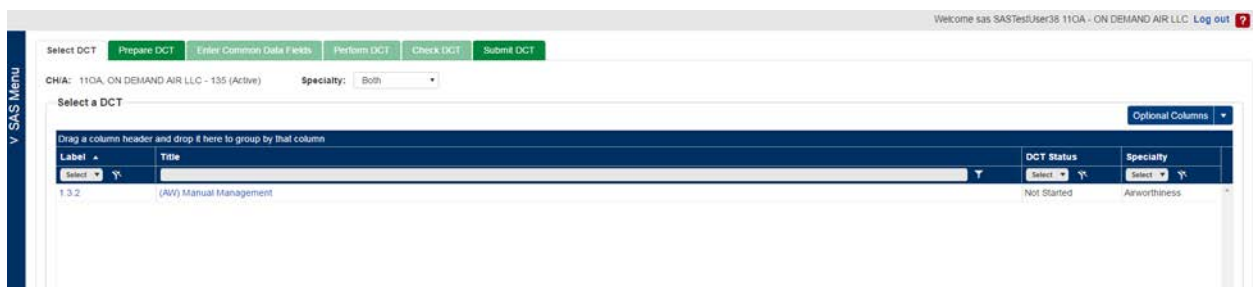 Welcome sas SASTestUser38 11OA - ON DEMAND AIR LLC Log out ?
Select DCT Prepare DCT Enter Common Data Fields Perform DCT Check DCT Submit DCT
> SAS Menu
CH/A: 11OA, ON DEMAND AIR LLC - 135 (Active) Specialty: Both
Select a DCT
Optional Columns
Drag a column header and drop it here to group by that column
Label Title DCT Status Specialty
Select Select Select
1.3.2 (AW) Manual Management Not Started Airworthiness